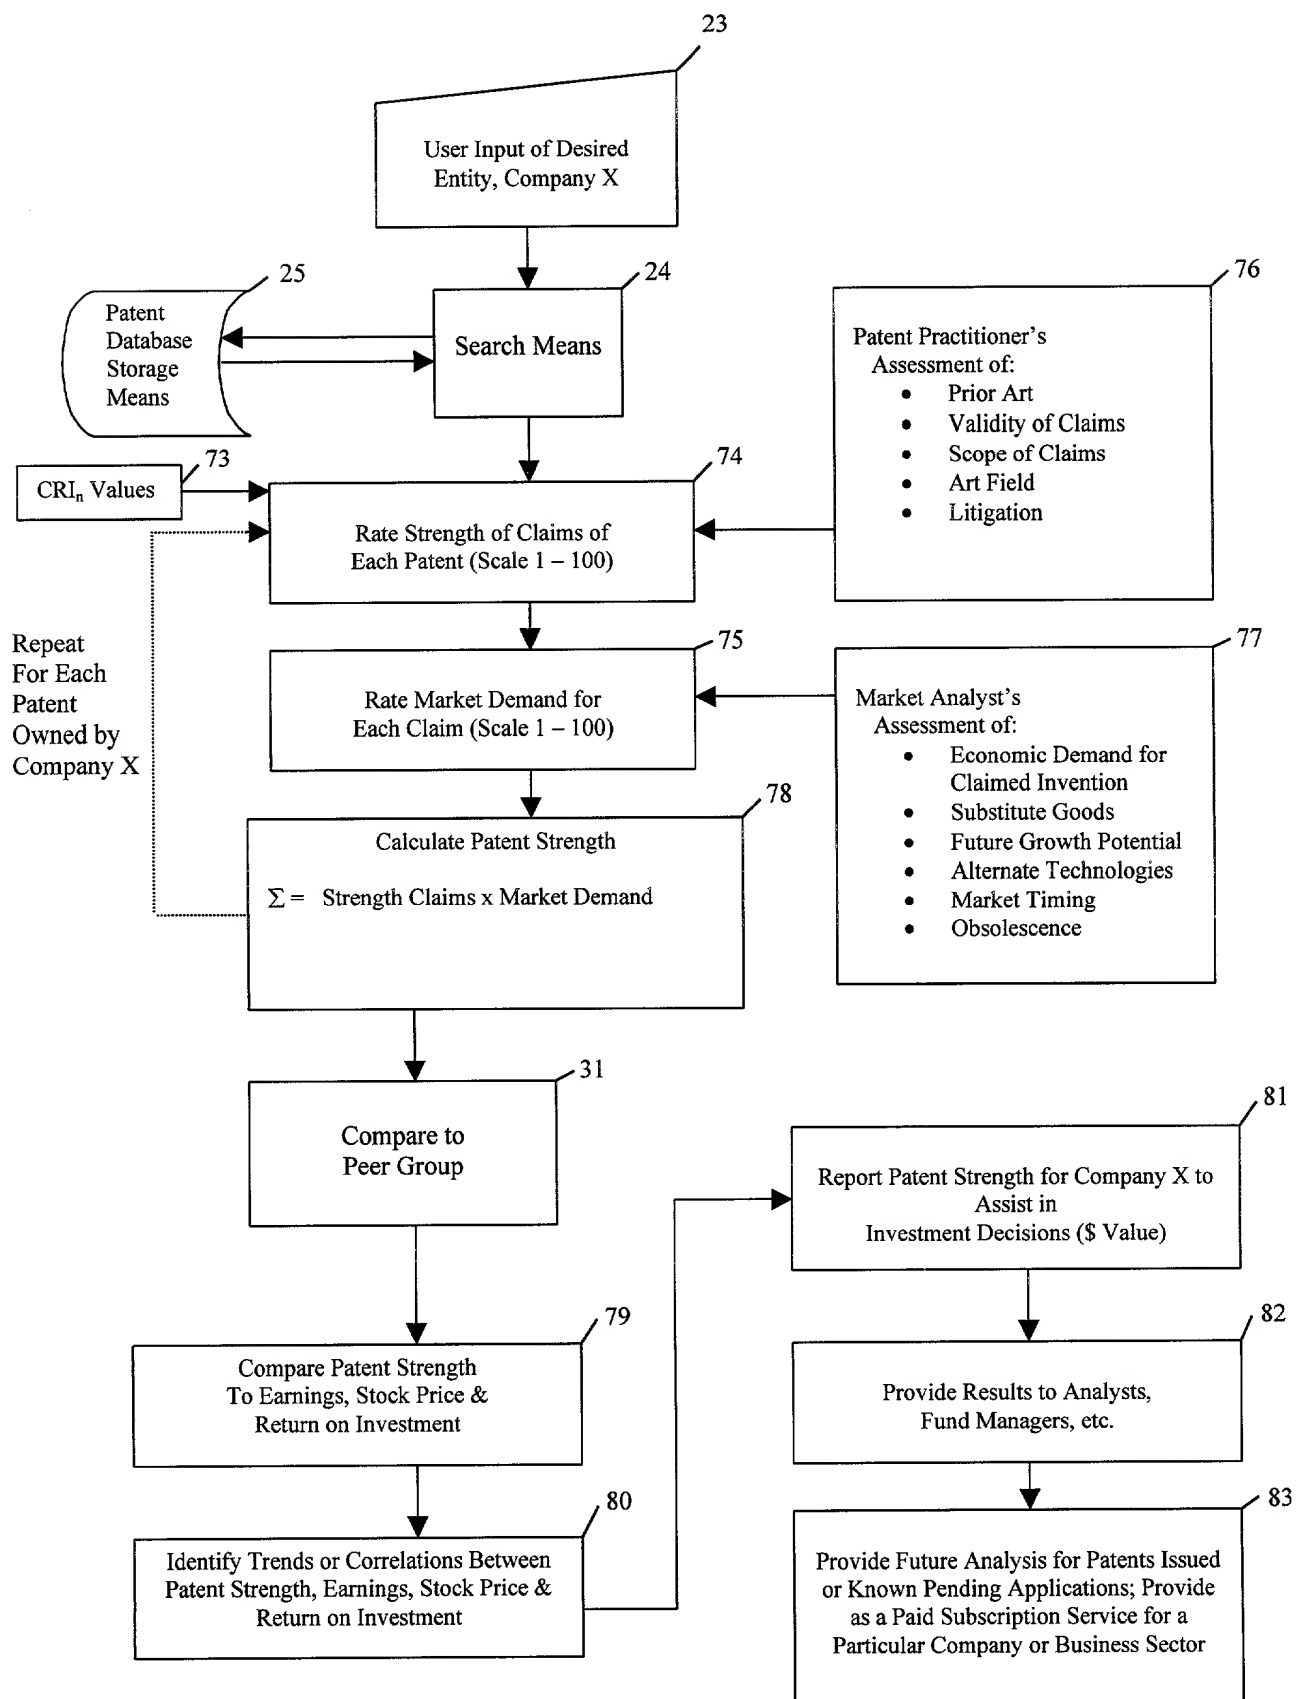 23
User Input of Desired
Entity, Company X
25
24
76
Patent
Database
Storage
Means
Search Means
Patent Practitioner's
Assessment of:
• Prior Art
• Validity of Claims
• Scope of Claims
• Art Field
• Litigation
73
74
CRIn Values
Rate Strength of Claims of
Each Patent (Scale 1 – 100)
Repeat
For Each
Patent
Owned by
Company X
75
77
Rate Market Demand for
Each Claim (Scale 1 – 100)
Market Analyst's
Assessment of:
• Economic Demand for
Claimed Invention
• Substitute Goods
• Future Growth Potential
• Alternate Technologies
• Market Timing
• Obsolescence
78
Calculate Patent Strength
Σ = Strength Claims x Market Demand
31
Compare to
Peer Group
79
Compare Patent Strength
To Earnings, Stock Price &
Return on Investment
80
Identify Trends or Correlations Between
Patent Strength, Earnings, Stock Price &
Return on Investment
81
Report Patent Strength for Company X to
Assist in
Investment Decisions ($ Value)
82
Provide Results to Analysts,
Fund Managers, etc.
83
Provide Future Analysis for Patents Issued
or Known Pending Applications; Provide
as a Paid Subscription Service for a
Particular Company or Business Sector